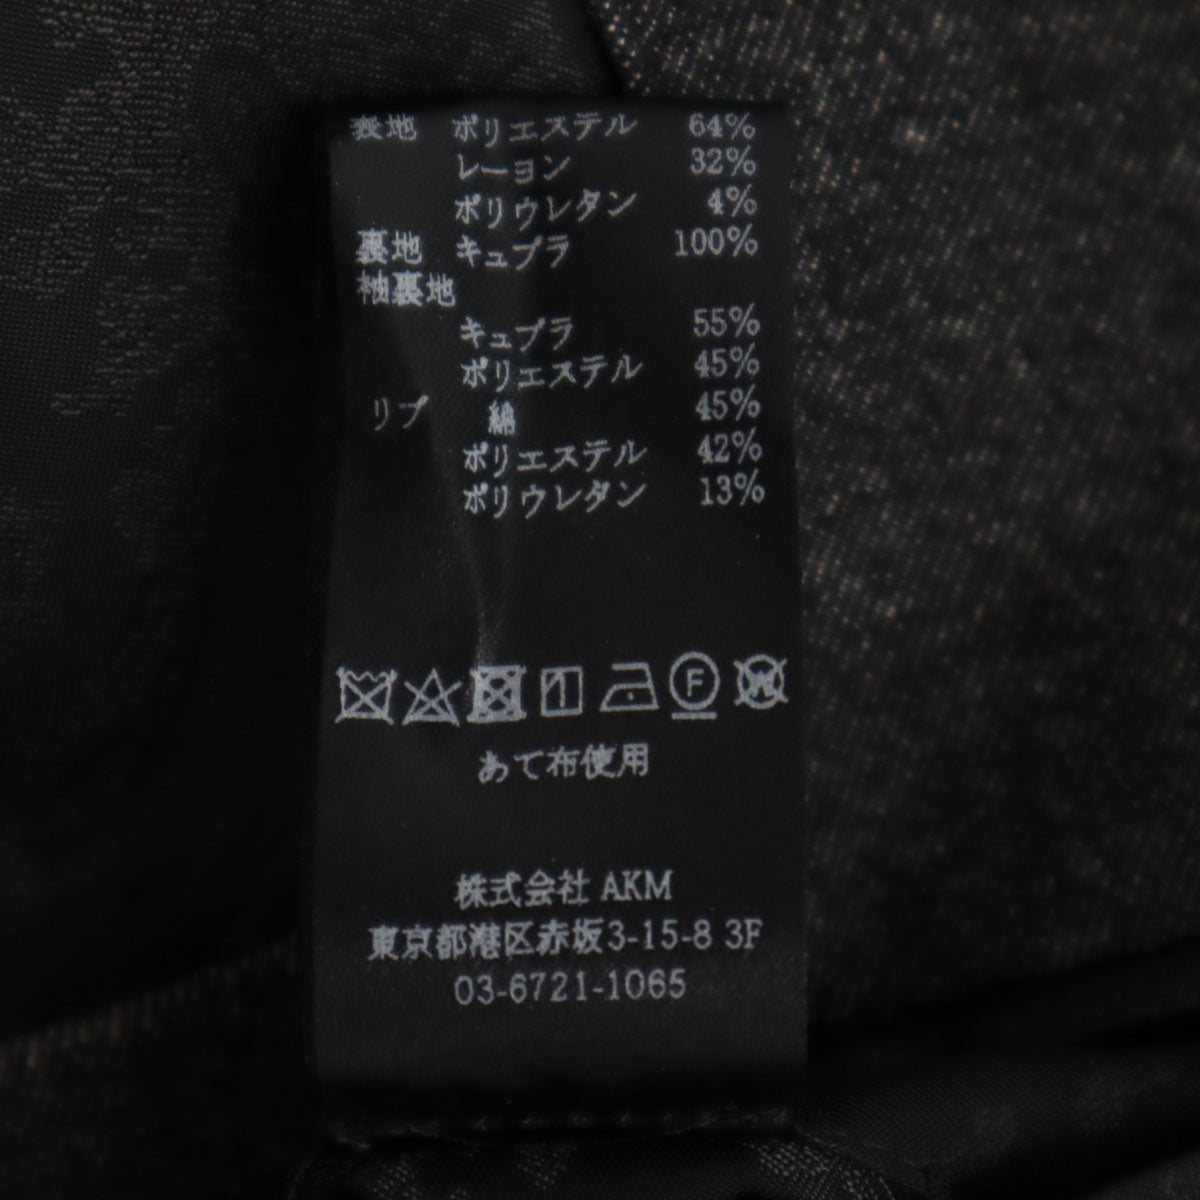 表地 ポリエステル 64%
レーヨン 32%
ポリウレタン 4%
裏地 キュプラ 100%
袖裏地
キュプラ 55%
ポリエステル 45%
リブ 綿 45%
ポリエステル 42%
ポリウレタン 13%
F W
あて布使用
株式会社 AKM
東京都港区赤坂3-15-8 3F
03-6721-1065